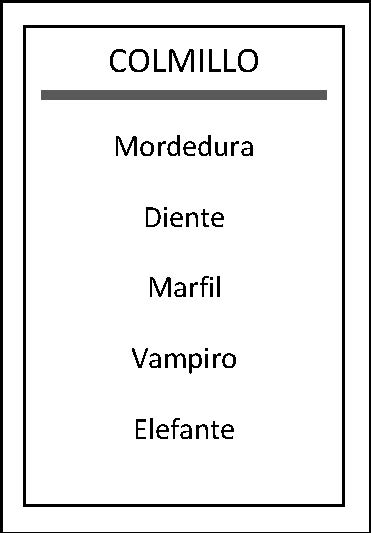 COLMILLO
Mordedura
Diente
Marfil
Vampiro
Elefante